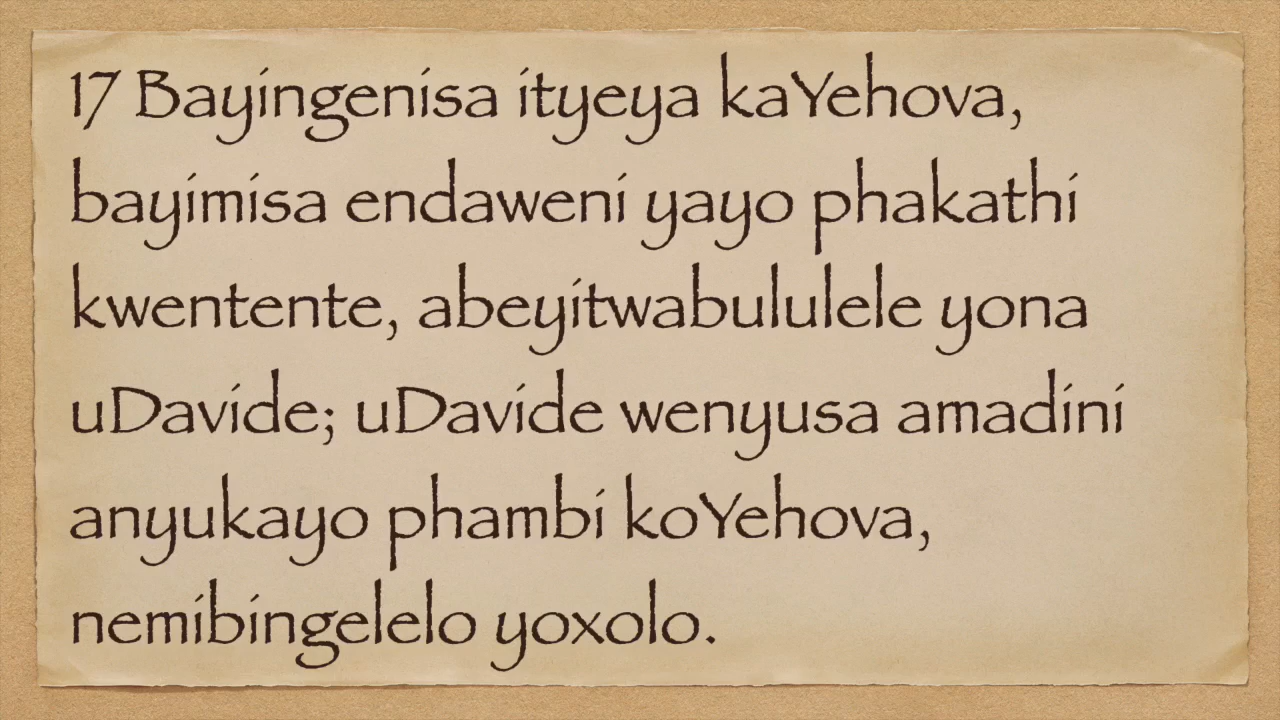 17 Bayingenisa ityeya kaYehova,
bayimisa endaweni yayo phakathi
kwentente, abeyitwabululele yona
uDavide; uDavide wenyusa amadini
anyukayo phambi koYehova,
nemibingelelo yoxolo.